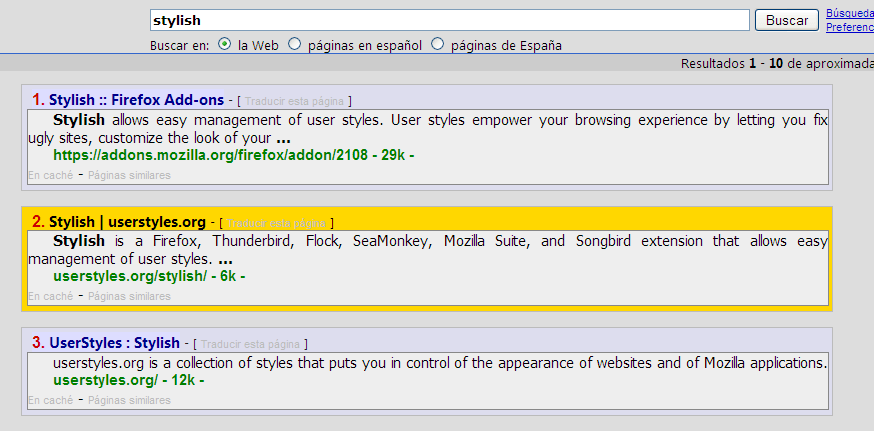 stylish Buscar Búsqueda
Preferenc
Buscar en: la Web páginas en español páginas de España
Resultados 1 - 10 de aproximada
1. Stylish :: Firefox Add-ons - [ Traducir esta página ]
Stylish allows easy management of user styles. User styles empower your browsing experience by letting you fix
ugly sites, customize the look of your ...
https://addons.mozilla.org/firefox/addon/2108 - 29k -
En caché - Páginas similares
2. Stylish | userstyles.org - [ Traducir esta página ]
Stylish is a Firefox, Thunderbird, Flock, SeaMonkey, Mozilla Suite, and Songbird extension that allows easy
management of user styles. ...
userstyles.org/stylish/ - 6k -
En caché - Páginas similares
3. UserStyles : Stylish - [ Traducir esta página ]
userstyles.org is a collection of styles that puts you in control of the appearance of websites and of Mozilla applications.
userstyles.org/ - 12k -
En caché - Páginas similares